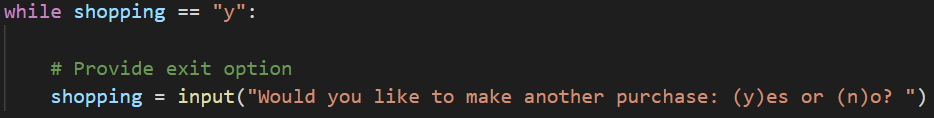 while shopping == "y":
# Provide exit option
shopping = input("Would you like to make another purchase: (y)es or (n)o? ")